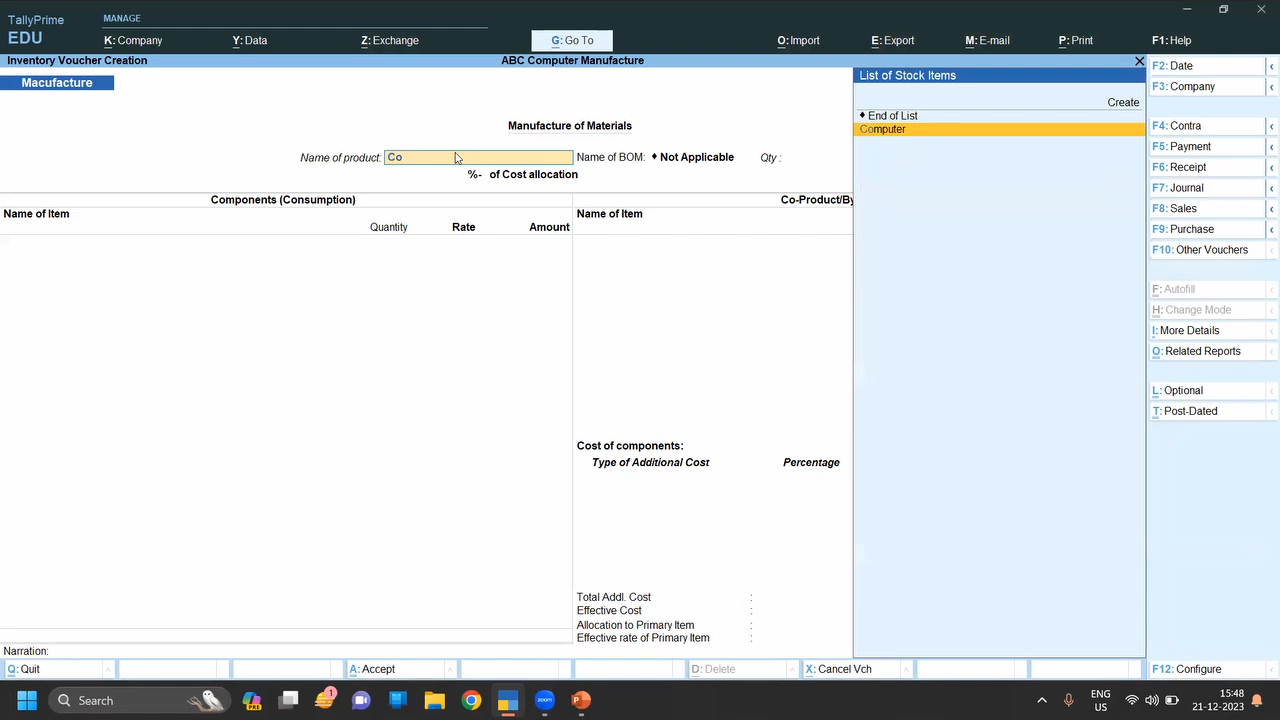 TallyPrime
EDU
MANAGE
K: Company
Y: Data
Z: Exchange
G: Go To
O: Import
E: Export
M: E-mail
P: Print
F1: Help
Inventory Voucher Creation
ABC Computer Manufacture
Macufacture
Manufacture of Materials
Name of product: Co
Name of BOM: ♦ Not Applicable
Qty :
%- of Cost allocation
Components (Consumption)
Co-Product/By
Name of Item
Quantity
Rate
Amount
Name of Item
Cost of components:
Type of Additional Cost
Percentage
Total Addl. Cost :
Effective Cost :
Allocation to Primary Item :
Effective rate of Primary Item :
Narration:
List of Stock Items
Create
♦ End of List
Computer
F2: Date
F3: Company
F4: Contra
F5: Payment
F6: Receipt
F7: Journal
F8: Sales
F9: Purchase
F10: Other Vouchers
F: Autofill
H: Change Mode
I: More Details
O: Related Reports
L: Optional
T: Post-Dated
Q: Quit
A: Accept
D: Delete
X: Cancel Vch
F12: Configure
Search
PRE
1
zoom
ENG
US
15:48
21-12-2023